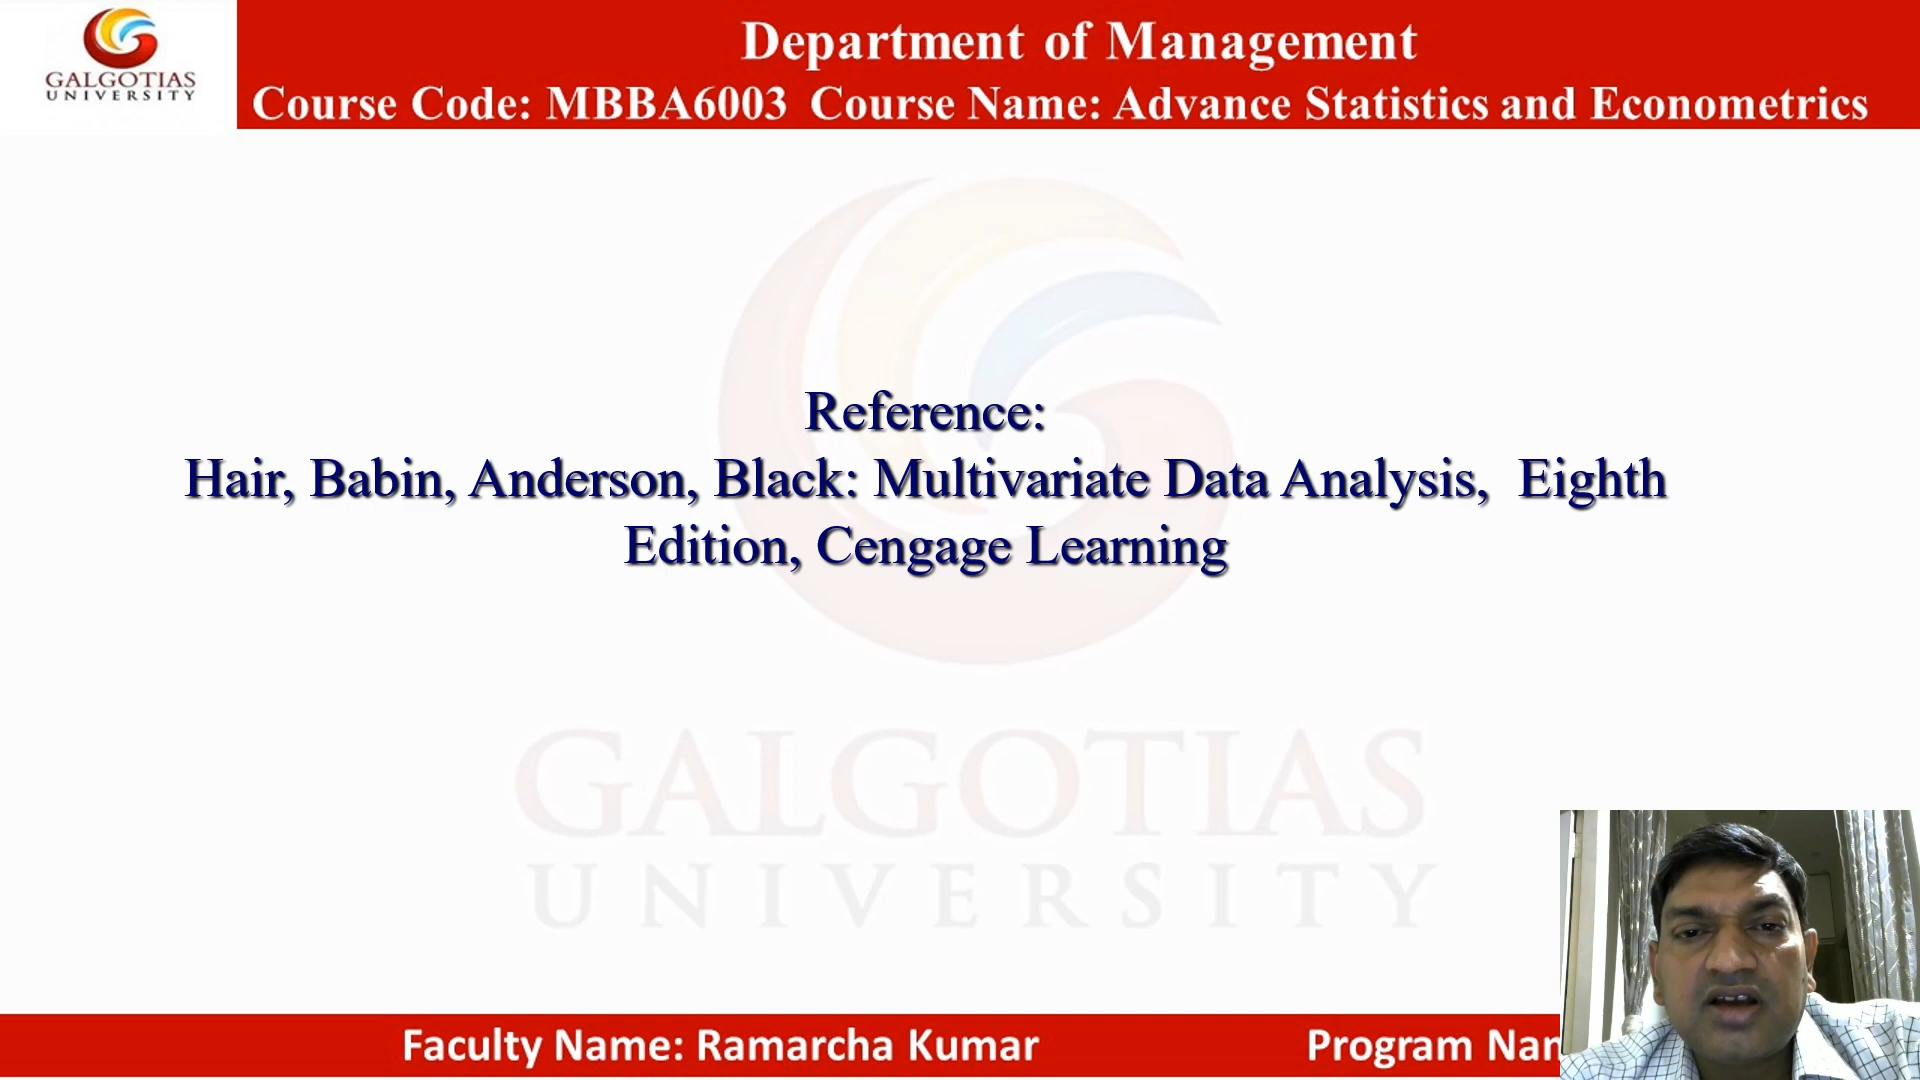 GALGOTIAS
UNIVERSITY
Department of Management
Course Code: MBBA6003 Course Name: Advance Statistics and Econometrics
Reference:
Hair, Babin, Anderson, Black: Multivariate Data Analysis, Eighth
Edition, Cengage Learning
GALGOTIAS
UNIVERSITY
Faculty Name: Ramarcha Kumar
Program